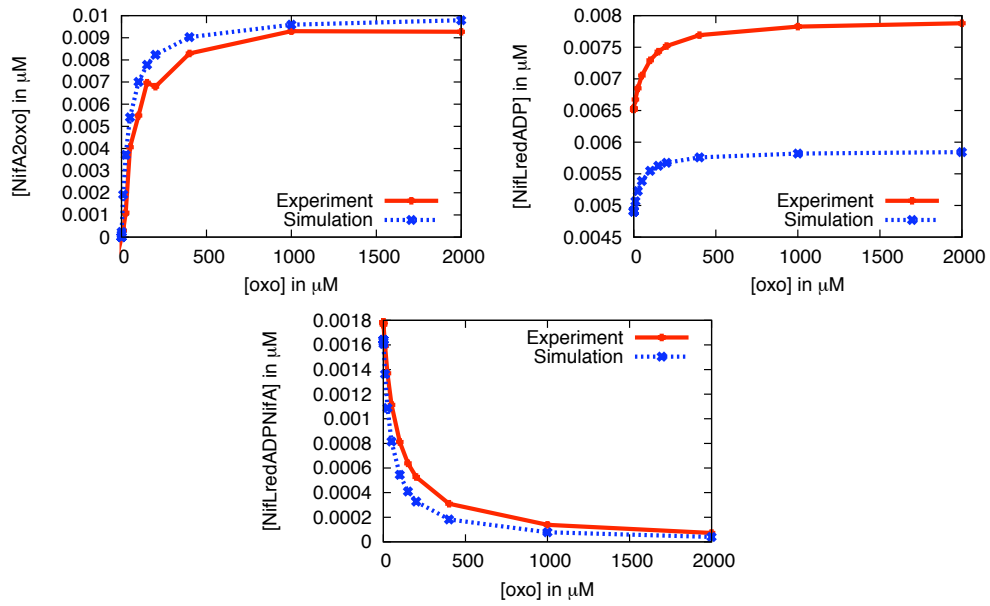 0.01
0.009
0.008
0.007
0.006
0.005
0.004
0.003
0.002
0.001
0
[NifA2oxo] in μM
Experiment
Simulation
0 500 1000 1500 2000
[oxo] in μM
0.008
0.0075
0.007
0.0065
0.006
0.0055
0.005
0.0045
[NifLredADP] in μM
Experiment
Simulation
0 500 1000 1500 2000
[oxo] in μM
0.0018
0.0016
0.0014
0.0012
0.001
0.0008
0.0006
0.0004
0.0002
0
[NifLredADPNifA] in μM
Experiment
Simulation
0 500 1000 1500 2000
[oxo] in μM